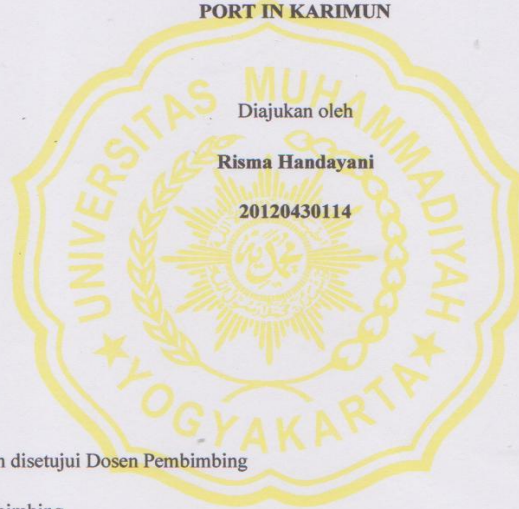 PORT IN KARIMUN
UNIVERSITAS MUHAMMADIYAH
Diajukan oleh
Risma Handayani
20120430114
YOGYAKARTA
disetujui Dosen Pembimbing